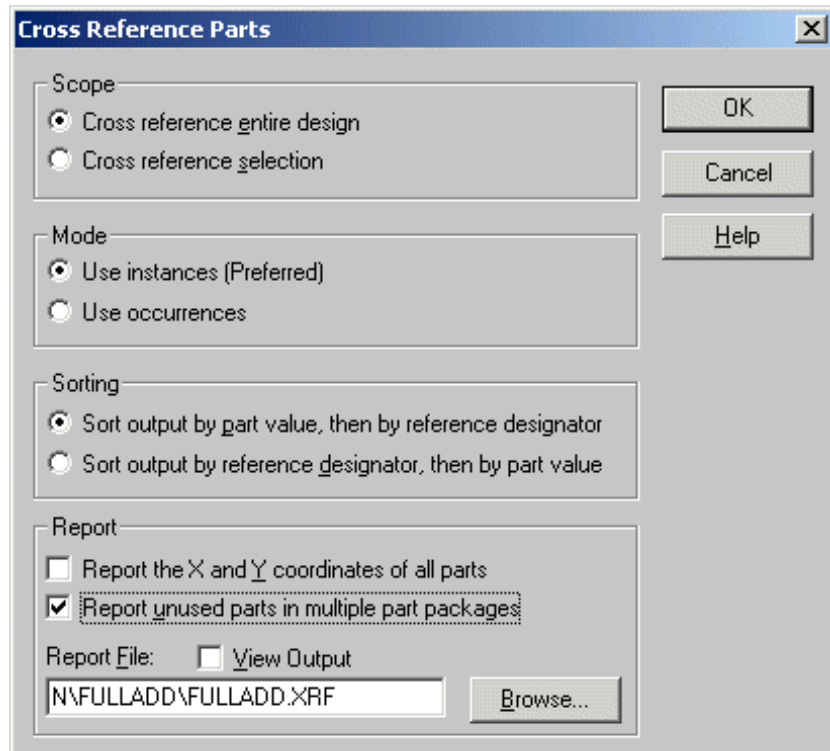 Cross Reference Parts
Scope
Cross reference entire design
Cross reference selection
OK
Cancel
Help
Mode
Use instances (Preferred)
Use occurrences
Sorting
Sort output by part value, then by reference designator
Sort output by reference designator, then by part value
Report
Report the X and Y coordinates of all parts
Report unused parts in multiple part packages
Report File: View Output
N\FULLADD\FULLADD.XRF Browse...